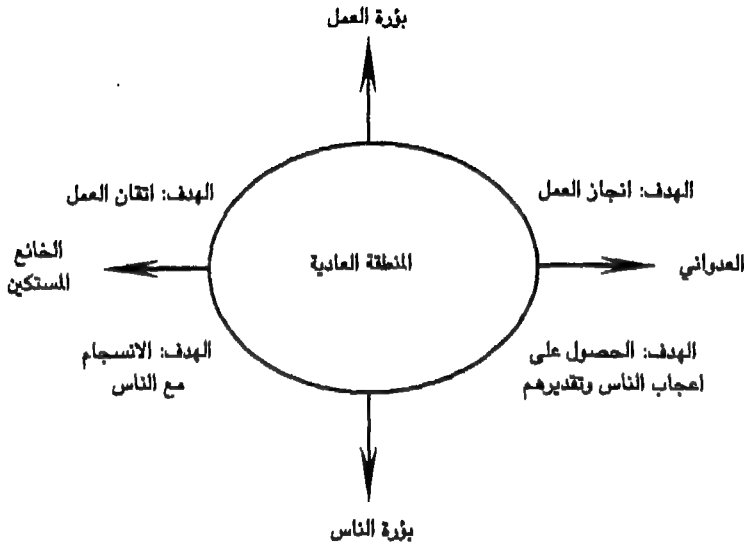 بؤرة العمل
الهدف: انجاز العمل
الهدف: اتقان العمل
العدواني
المنطقة العادية
الخانع
المستكين
الهدف: الحصول على
اعجاب الناس وتقديرهم
الهدف: الانسجام
مع الناس
بؤرة الناس